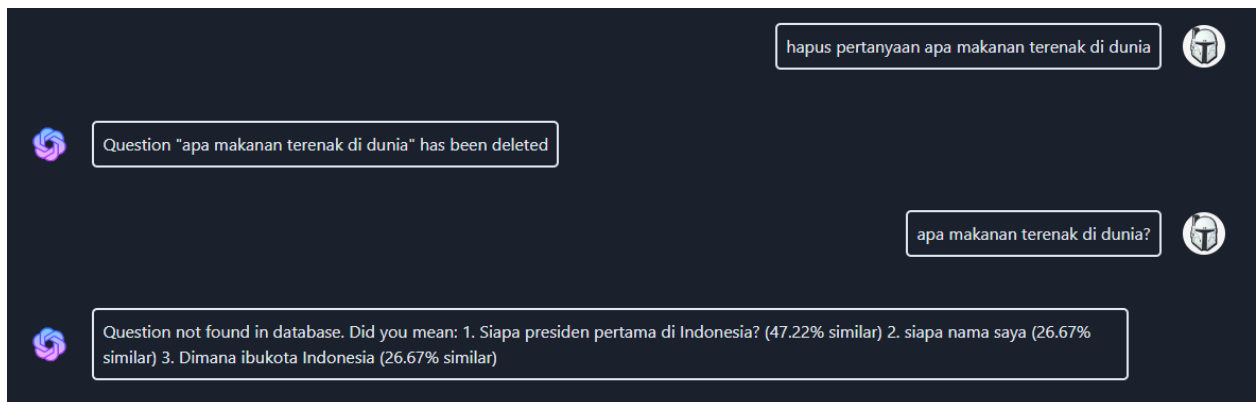 hapus pertanyaan apa makanan terenak di dunia
Question "apa makanan terenak di dunia" has been deleted
apa makanan terenak di dunia?
Question not found in database. Did you mean: 1. Siapa presiden pertama di Indonesia? (47.22% similar) 2. siapa nama saya (26.67%
similar) 3. Dimana ibukota Indonesia (26.67% similar)